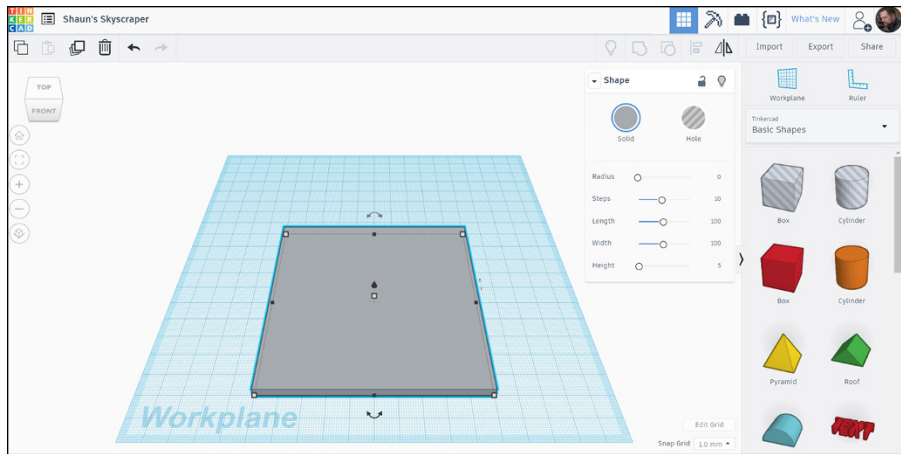 TIN
KER
CAD
Shaun's Skyscraper
What's New
Import
Export
Share
TOP
FRONT
Shape
Solid
Hole
Radius 0
Steps 10
Length 100
Width 100
Height 5
Workplane
Ruler
Tinkercad
Basic Shapes
Box
Cylinder
Box
Cylinder
Pyramid
Roof
TEXT
Workplane
Edit Grid
Snap Grid 1.0 mm